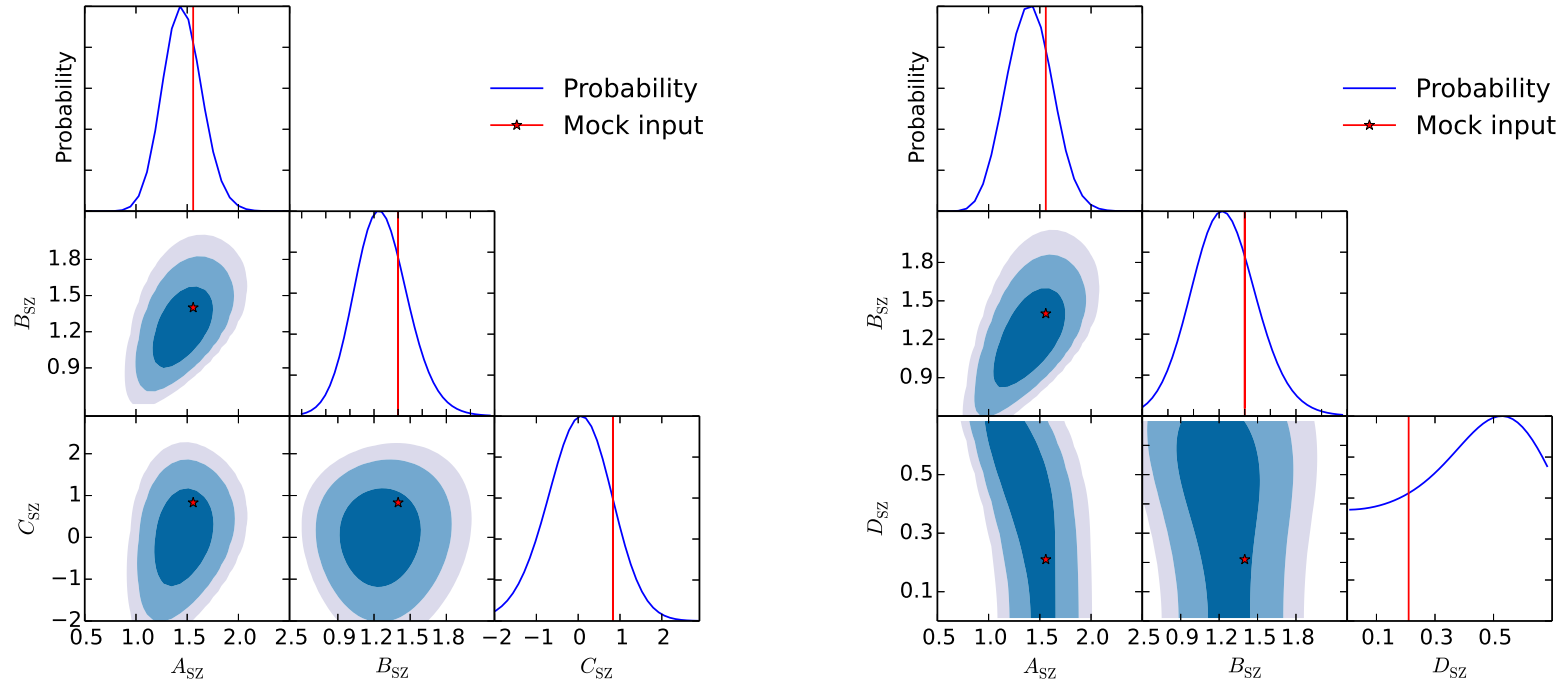 Probability
Probability
Mock input
1.8
1.5
1.2
0.9
B_SZ
2
1
0
−1
−2
C_SZ
0.5 1.0 1.5 2.0 2.5 0.9 1.2 1.5 1.8 −2 −1 0 1 2
A_SZ B_SZ C_SZ
Probability
Probability
Mock input
1.8
1.5
1.2
0.9
B_SZ
0.5
0.3
0.1
D_SZ
0.5 1.0 1.5 2.0 2.5 0.9 1.2 1.5 1.8 0.1 0.3 0.5
A_SZ B_SZ D_SZ